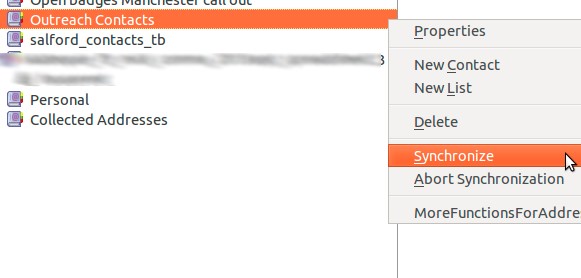 Open badges Manchester call out
Outreach Contacts
salford_contacts_tb
Personal
Collected Addresses
Properties
New Contact
New List
Delete
Synchronize
Abort Synchronization
MoreFunctionsForAddre